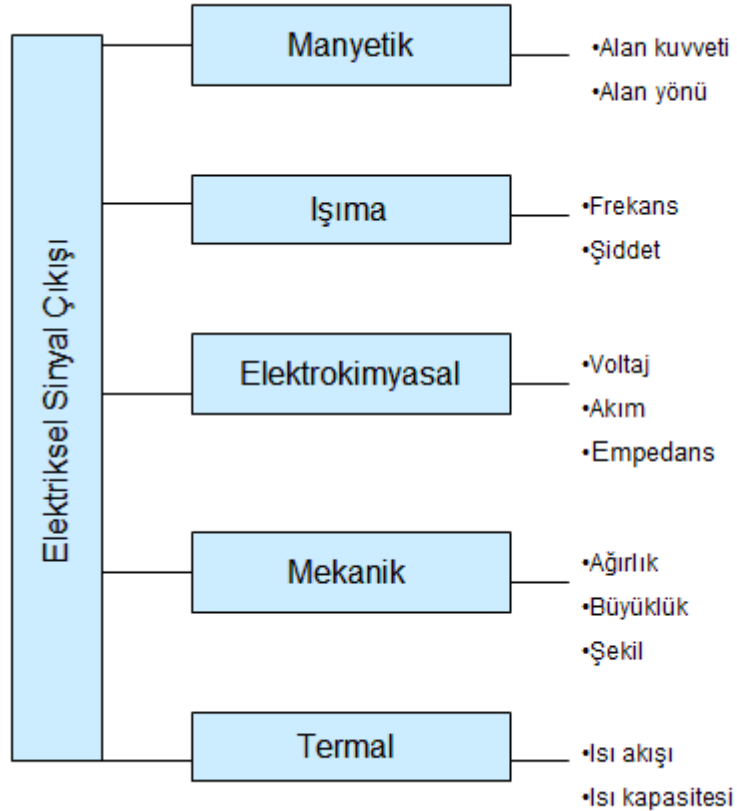 Elektriksel Sinyal Çıkışı
Manyetik
•Alan kuvveti
•Alan yönü
Işıma
•Frekans
•Şiddet
Elektrokimyasal
•Voltaj
•Akım
•Empedans
Mekanik
•Ağırlık
•Büyüklük
•Şekil
Termal
•Isı akışı
•Isı kapasitesi